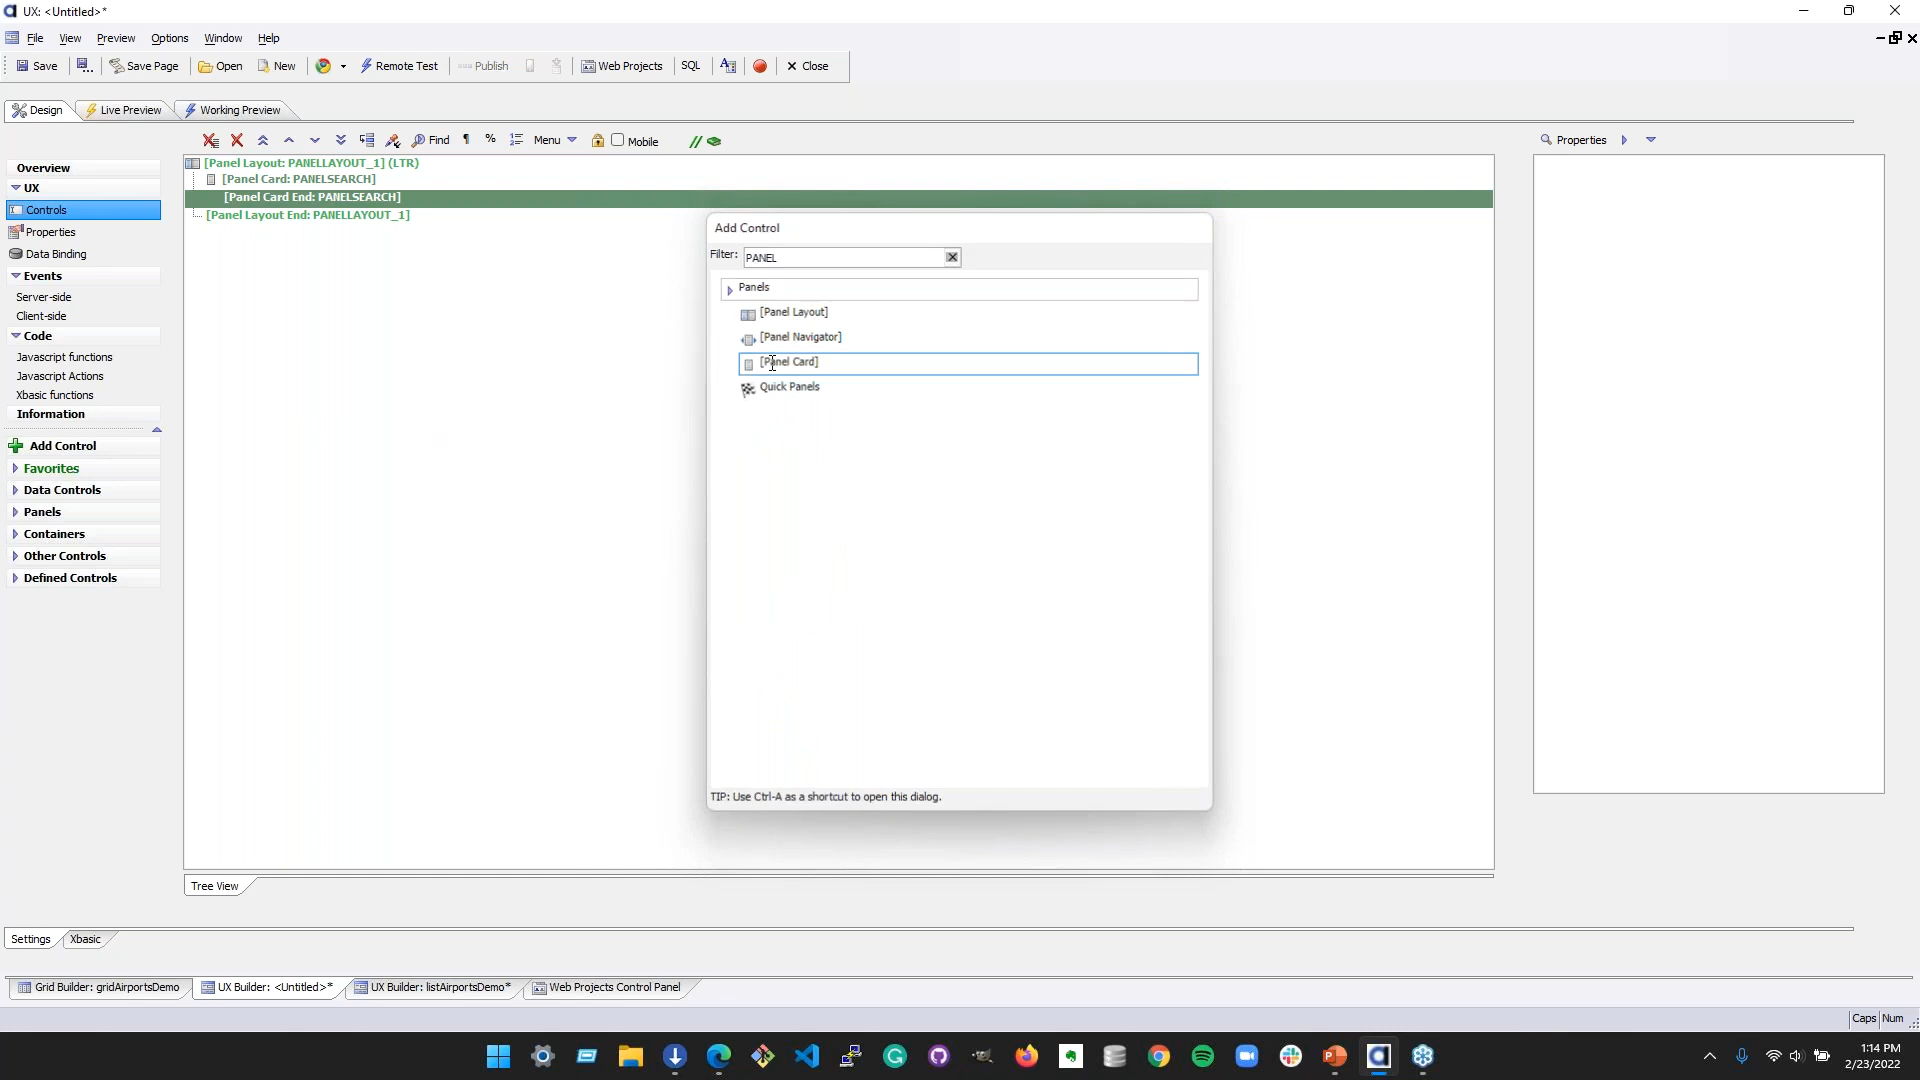 UX: <Untitled>*
File View Preview Options Window Help
Save Save Page Open New Remote Test Publish Web Projects SQL Close
Design Live Preview Working Preview
Find ¶ % Menu Mobile // Properties
Overview
UX
Controls
Properties
Data Binding
Events
Server-side
Client-side
Code
Javascript functions
Javascript Actions
Xbasic functions
Information
Add Control
Favorites
Data Controls
Panels
Containers
Other Controls
Defined Controls
[Panel Layout: PANELLAYOUT_1] (LTR)
[Panel Card: PANELSEARCH]
[Panel Card End: PANELSEARCH]
[Panel Layout End: PANELLAYOUT_1]
Add Control
Filter: PANEL
Panels
[Panel Layout]
[Panel Navigator]
[Panel Card]
Quick Panels
TIP: Use Ctrl-A as a shortcut to open this dialog.
Tree View
Settings Xbasic
Grid Builder: gridAirportsDemo UX Builder: <Untitled>* UX Builder: listAirportsDemo* Web Projects Control Panel
Caps Num
1:14 PM
2/23/2022